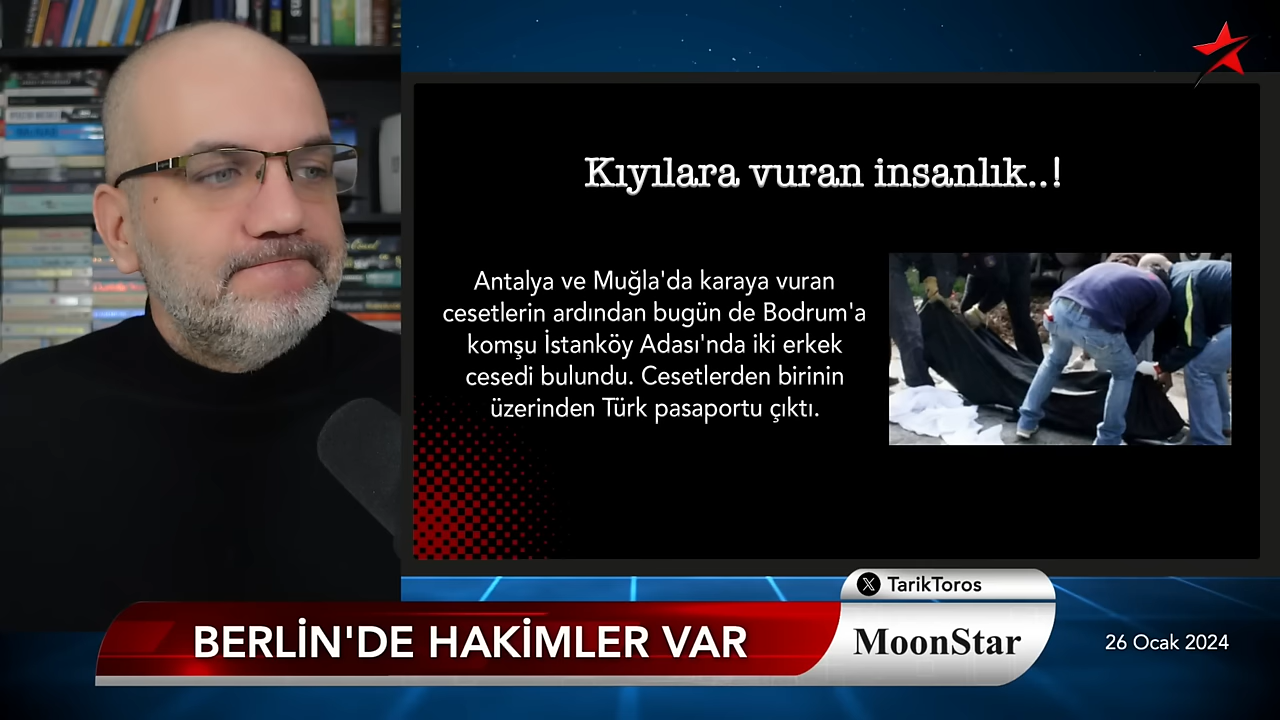 Kıyılara vuran insanlık..!
Antalya ve Muğla'da karaya vuran
cesetlerin ardından bugün de Bodrum'a
komşu İstanköy Adası'nda iki erkek
cesedi bulundu. Cesetlerden birinin
üzerinden Türk pasaportu çıktı.
TarikToros
BERLİN'DE HAKİMLER VAR
MoonStar
26 Ocak 2024